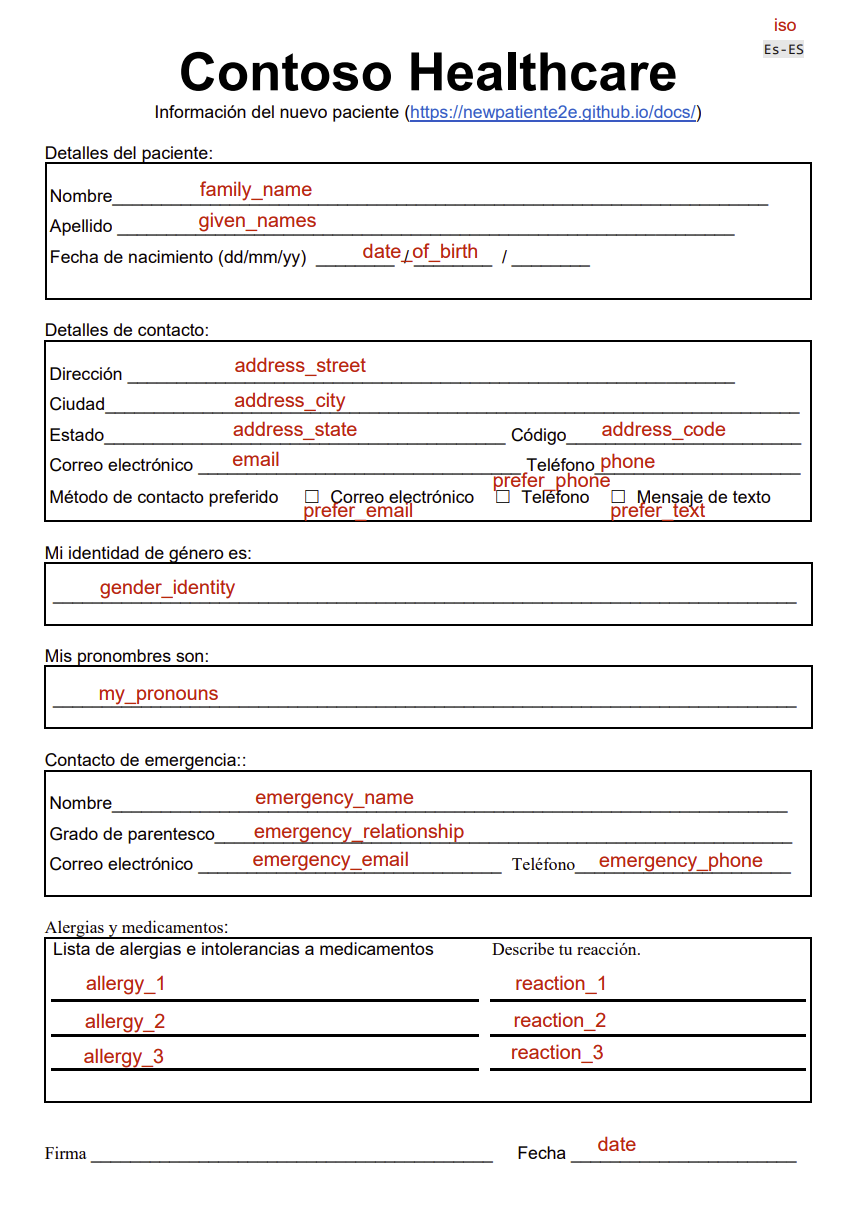 iso
Es-ES
Contoso Healthcare
Información del nuevo paciente (https://newpatiente2e.github.io/docs/)
Detalles del paciente:
Nombre family_name
Apellido given_names
Fecha de nacimiento (dd/mm/yy) date_of_birth / /
Detalles de contacto:
Dirección address_street
Ciudad address_city
Estado address_state Código address_code
Correo electrónico email Teléfono phone
prefer_phone
Método de contacto preferido ☐ Correo electrónico ☐ Teléfono ☐ Mensaje de texto
prefer_email prefer_text
Mi identidad de género es:
gender_identity
Mis pronombres son:
my_pronouns
Contacto de emergencia::
Nombre emergency_name
Grado de parentesco emergency_relationship
Correo electrónico emergency_email Teléfono emergency_phone
Alergias y medicamentos:
Lista de alergias e intolerancias a medicamentos Describe tu reacción.
allergy_1 reaction_1
allergy_2 reaction_2
allergy_3 reaction_3
Firma Fecha date